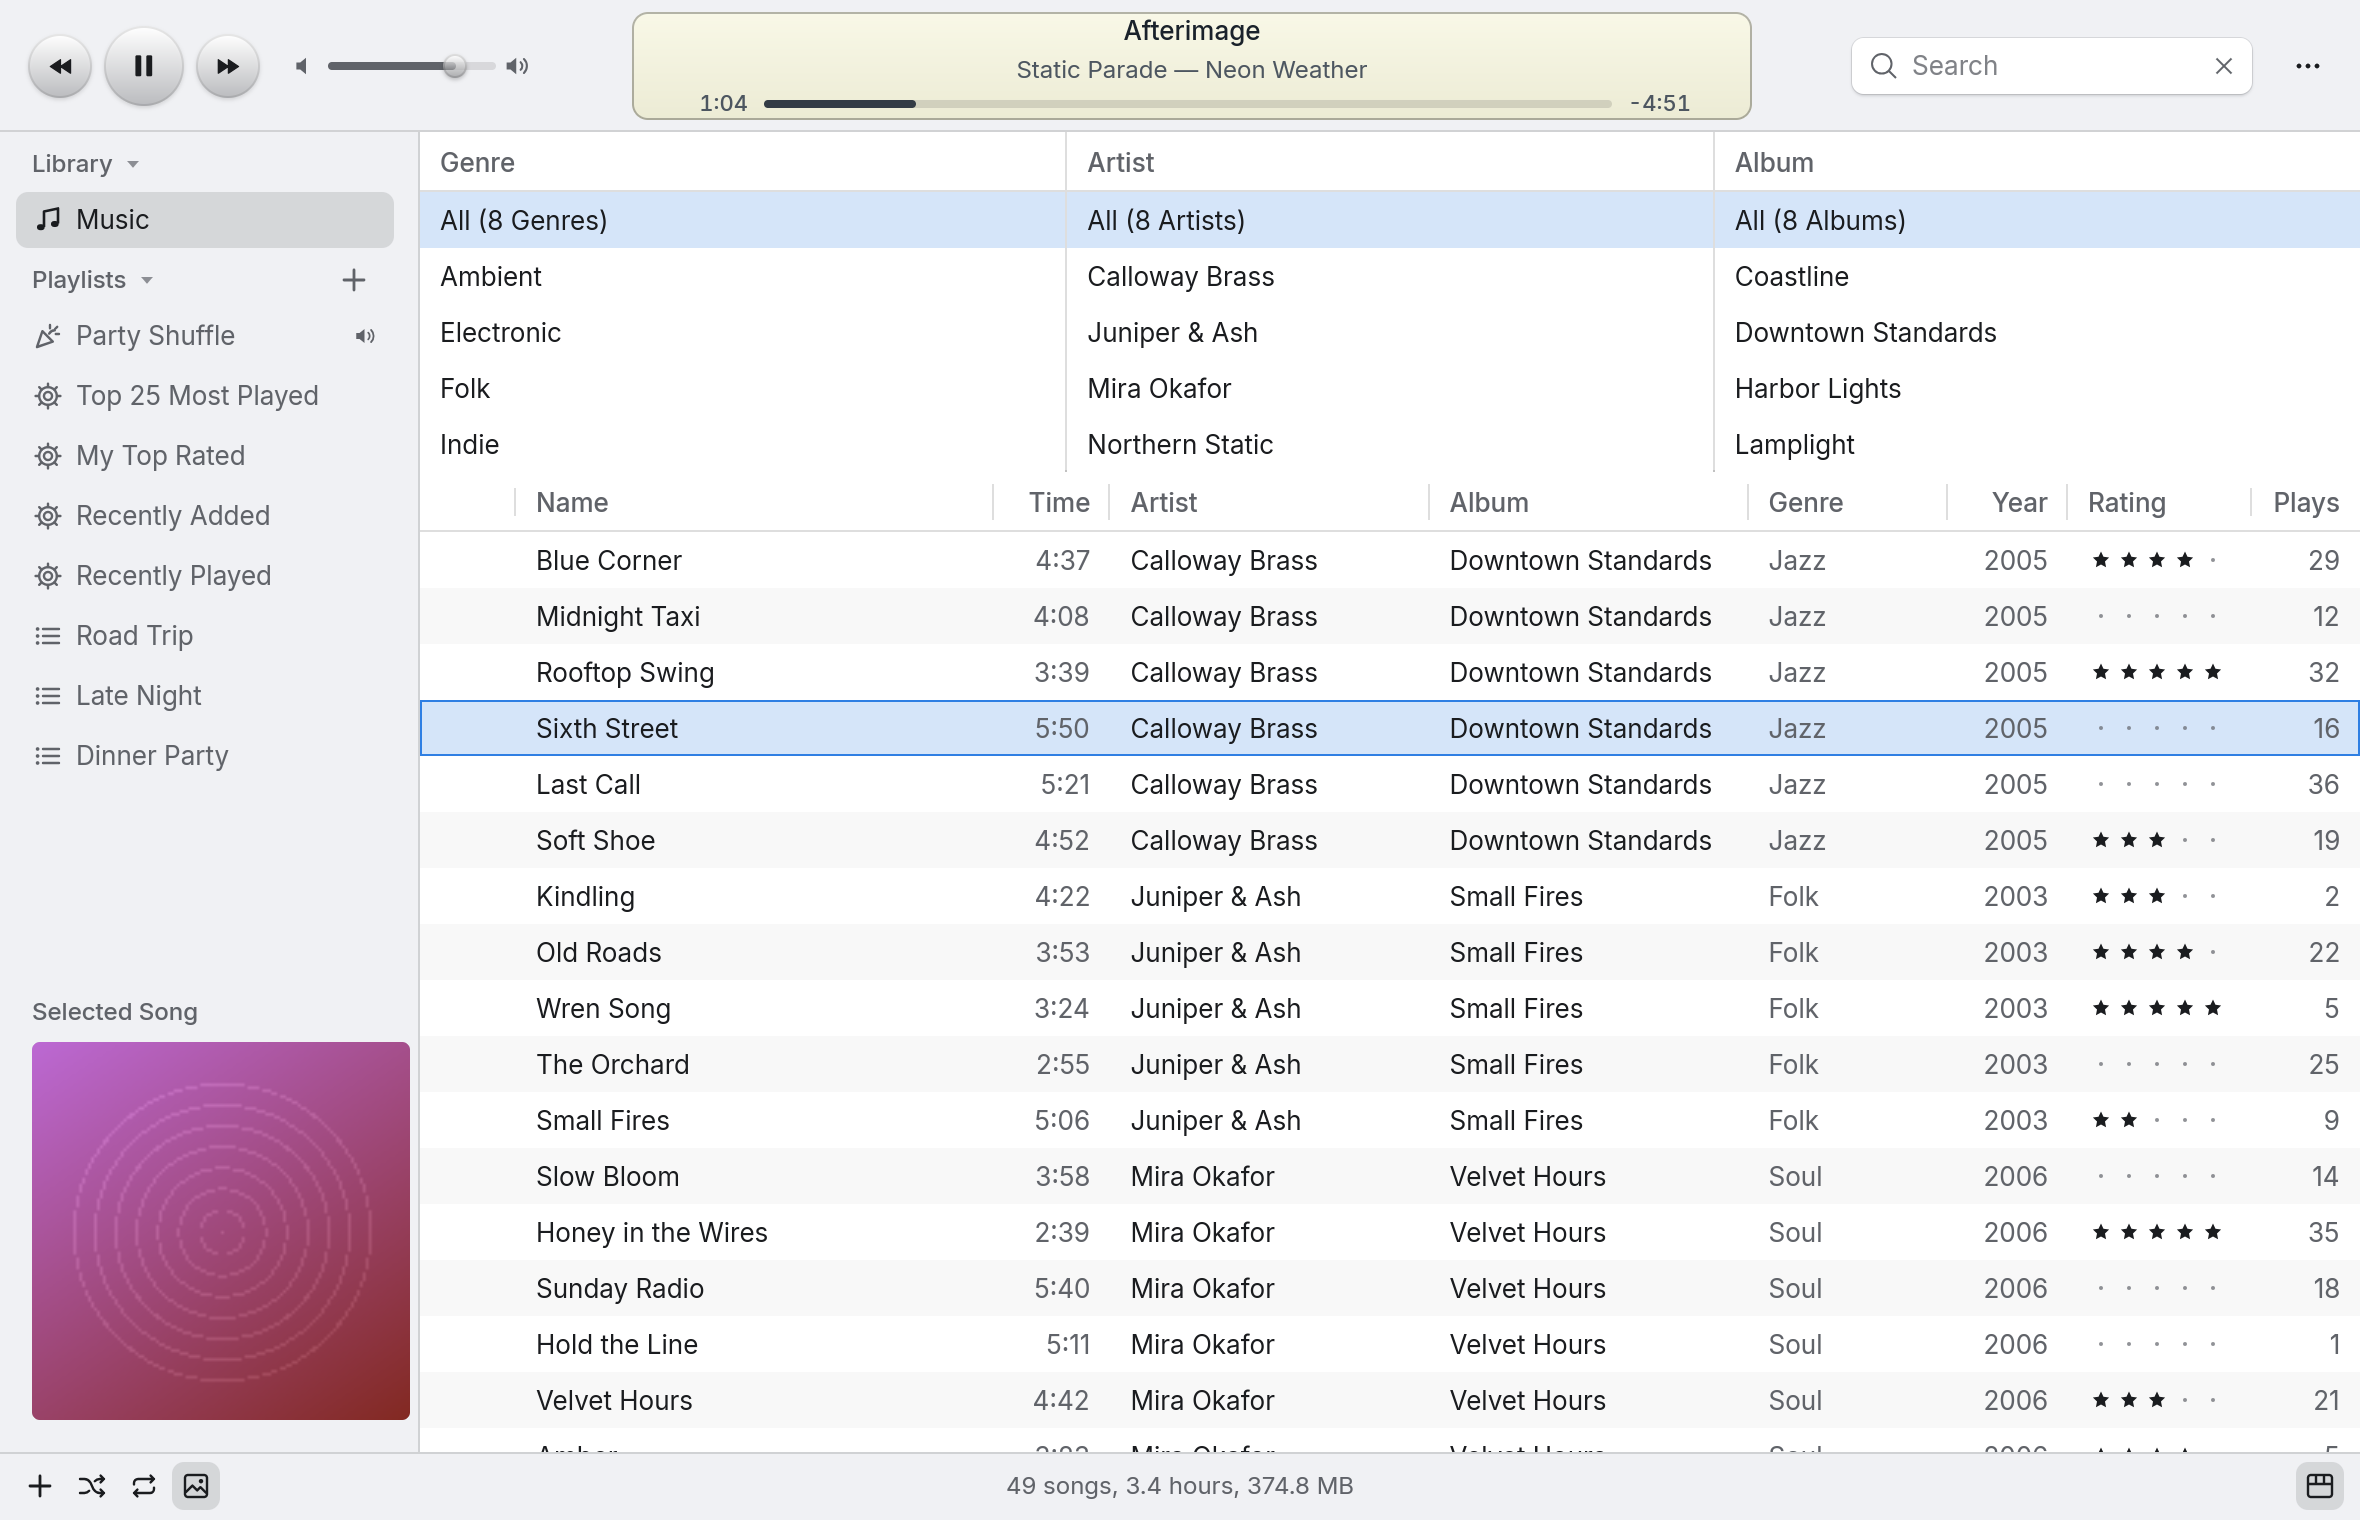 Afterimage
Static Parade — Neon Weather
1:04 -4:51
Search
Library
Music
Playlists
Party Shuffle
Top 25 Most Played
My Top Rated
Recently Added
Recently Played
Road Trip
Late Night
Dinner Party
Selected Song
Genre Artist Album
All (8 Genres) All (8 Artists) All (8 Albums)
Ambient Calloway Brass Coastline
Electronic Juniper & Ash Downtown Standards
Folk Mira Okafor Harbor Lights
Indie Northern Static Lamplight
Name Time Artist Album Genre Year Rating Plays
Blue Corner 4:37 Calloway Brass Downtown Standards Jazz 2005 29
Midnight Taxi 4:08 Calloway Brass Downtown Standards Jazz 2005 12
Rooftop Swing 3:39 Calloway Brass Downtown Standards Jazz 2005 32
Sixth Street 5:50 Calloway Brass Downtown Standards Jazz 2005 16
Last Call 5:21 Calloway Brass Downtown Standards Jazz 2005 36
Soft Shoe 4:52 Calloway Brass Downtown Standards Jazz 2005 19
Kindling 4:22 Juniper & Ash Small Fires Folk 2003 2
Old Roads 3:53 Juniper & Ash Small Fires Folk 2003 22
Wren Song 3:24 Juniper & Ash Small Fires Folk 2003 5
The Orchard 2:55 Juniper & Ash Small Fires Folk 2003 25
Small Fires 5:06 Juniper & Ash Small Fires Folk 2003 9
Slow Bloom 3:58 Mira Okafor Velvet Hours Soul 2006 14
Honey in the Wires 2:39 Mira Okafor Velvet Hours Soul 2006 35
Sunday Radio 5:40 Mira Okafor Velvet Hours Soul 2006 18
Hold the Line 5:11 Mira Okafor Velvet Hours Soul 2006 1
Velvet Hours 4:42 Mira Okafor Velvet Hours Soul 2006 21
Mira Okafor Velvet Hours Soul 2006
49 songs, 3.4 hours, 374.8 MB